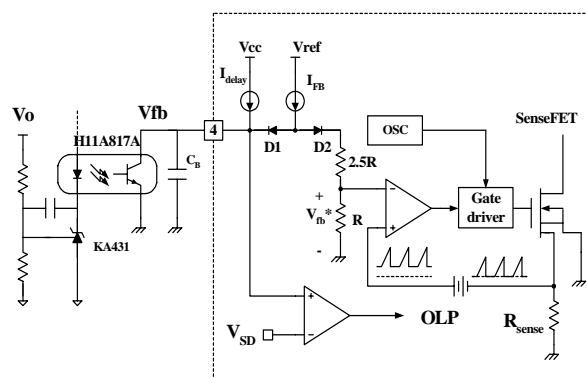 Vcc Vref
I_delay I_FB
Vo Vfb SenseFET
H11A817A 4 OSC
D1 D2
C_B 2.5R
+ - Gate
V_fb* R driver
KA431 - +
+ OLP
V_SD - R_sense